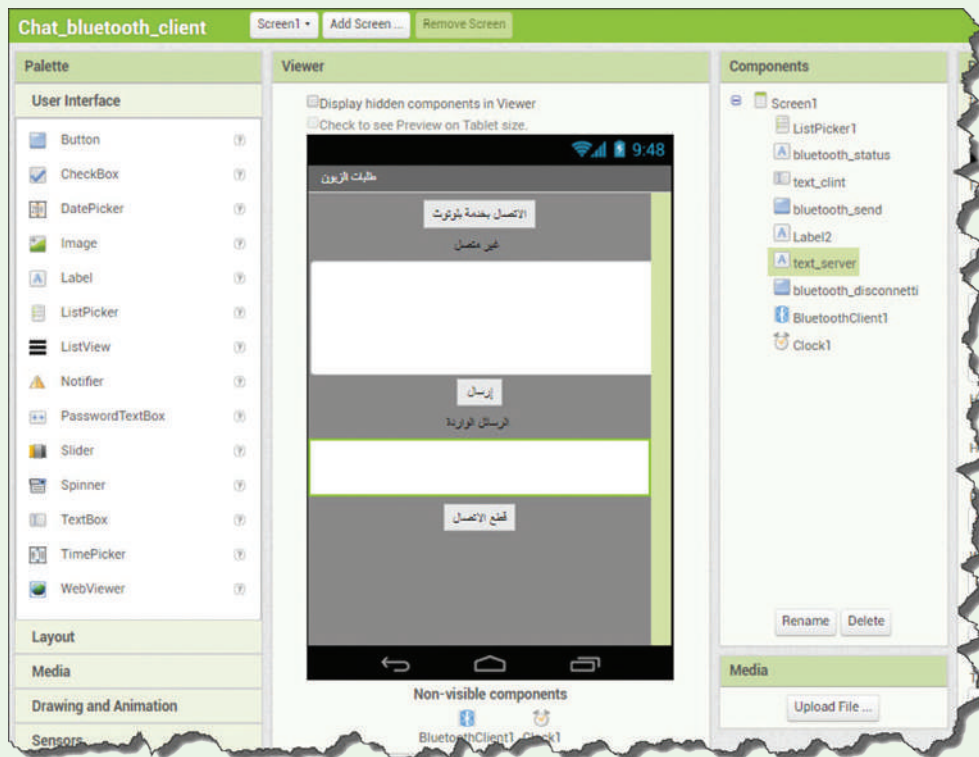 Chat_bluetooth_client
Screen1
Add Screen ...
Remove Screen
Palette
User Interface
Button
CheckBox
DatePicker
Image
Label
ListPicker
ListView
Notifier
PasswordTextBox
Slider
Spinner
TextBox
TimePicker
WebViewer
Layout
Media
Drawing and Animation
Sensors
Viewer
Display hidden components in Viewer
Check to see Preview on Tablet size.
9:48
طلبات الزبون
الاتصال بخدمة بلوتوث
غير متصل
إرسال
الرسائل الواردة
قطع الاتصال
Non-visible components
BluetoothClient1
Clock1
Components
Screen1
ListPicker1
bluetooth_status
text_clint
bluetooth_send
Label2
text_server
bluetooth_disconnetti
BluetoothClient1
Clock1
Rename
Delete
Media
Upload File ...